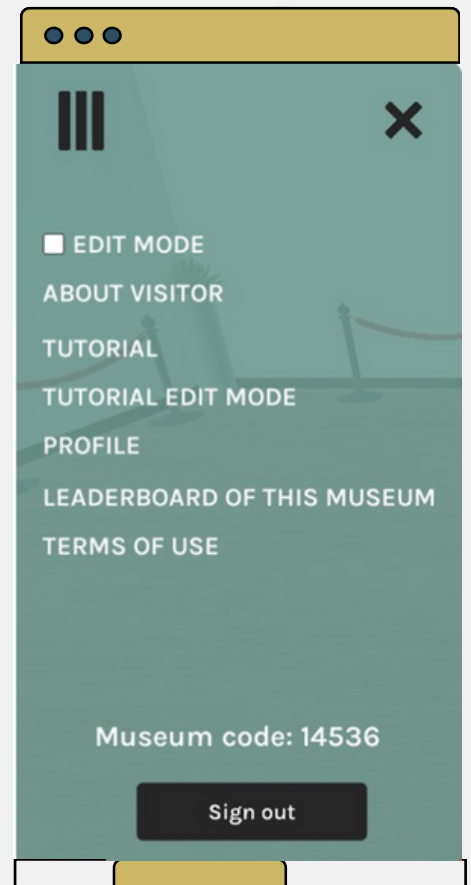 EDIT MODE
ABOUT VISITOR
TUTORIAL
TUTORIAL EDIT MODE
PROFILE
LEADERBOARD OF THIS MUSEUM
TERMS OF USE
Museum code: 14536
Sign out